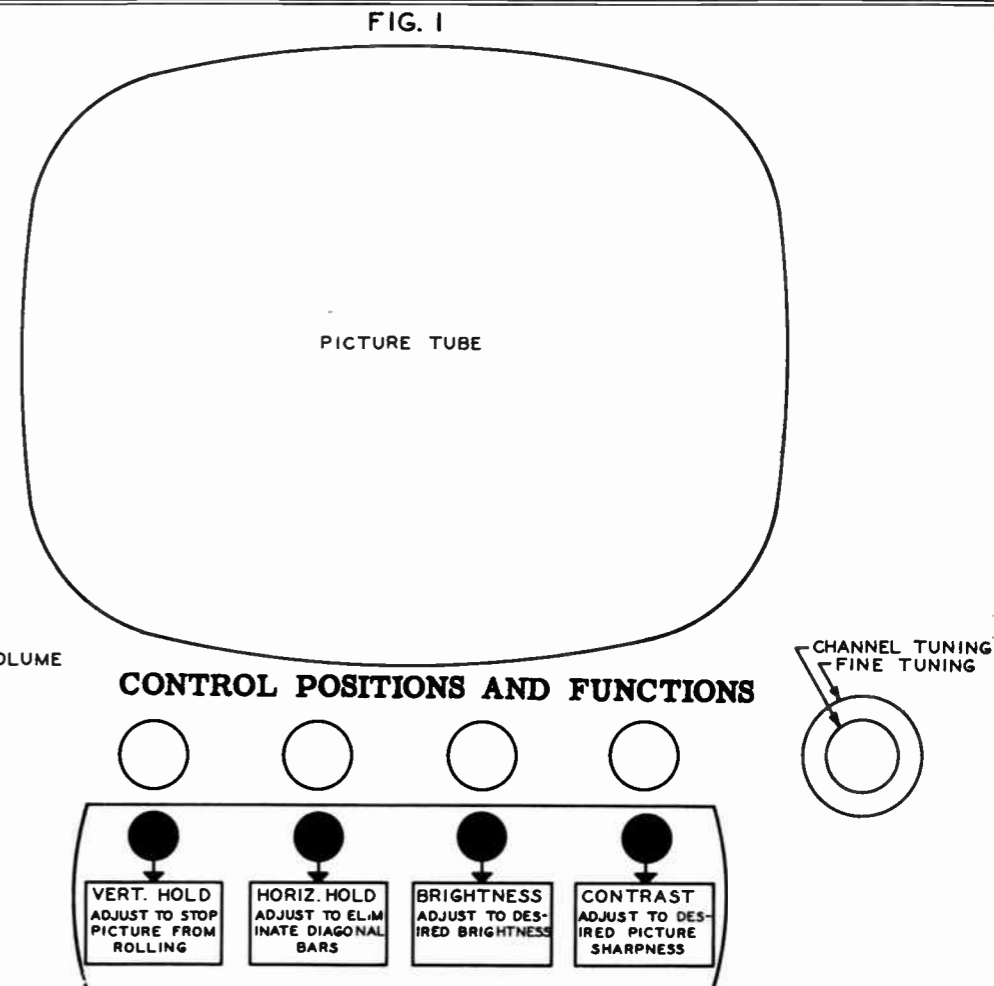 FIG. I
PICTURE TUBE
OLUME
CHANNEL TUNING
FINE TUNING
CONTROL POSITIONS AND FUNCTIONS
VERT. HOLD
ADJUST TO STOP
PICTURE FROM
ROLLING
HORIZ. HOLD
ADJUST TO ELIM
INATE DIAGONAL
BARS
BRIGHTNESS
ADJUST TO DES-
IRED BRIGHTNESS
CONTRAST
ADJUST TO DES-
IRED PICTURE
SHARPNESS